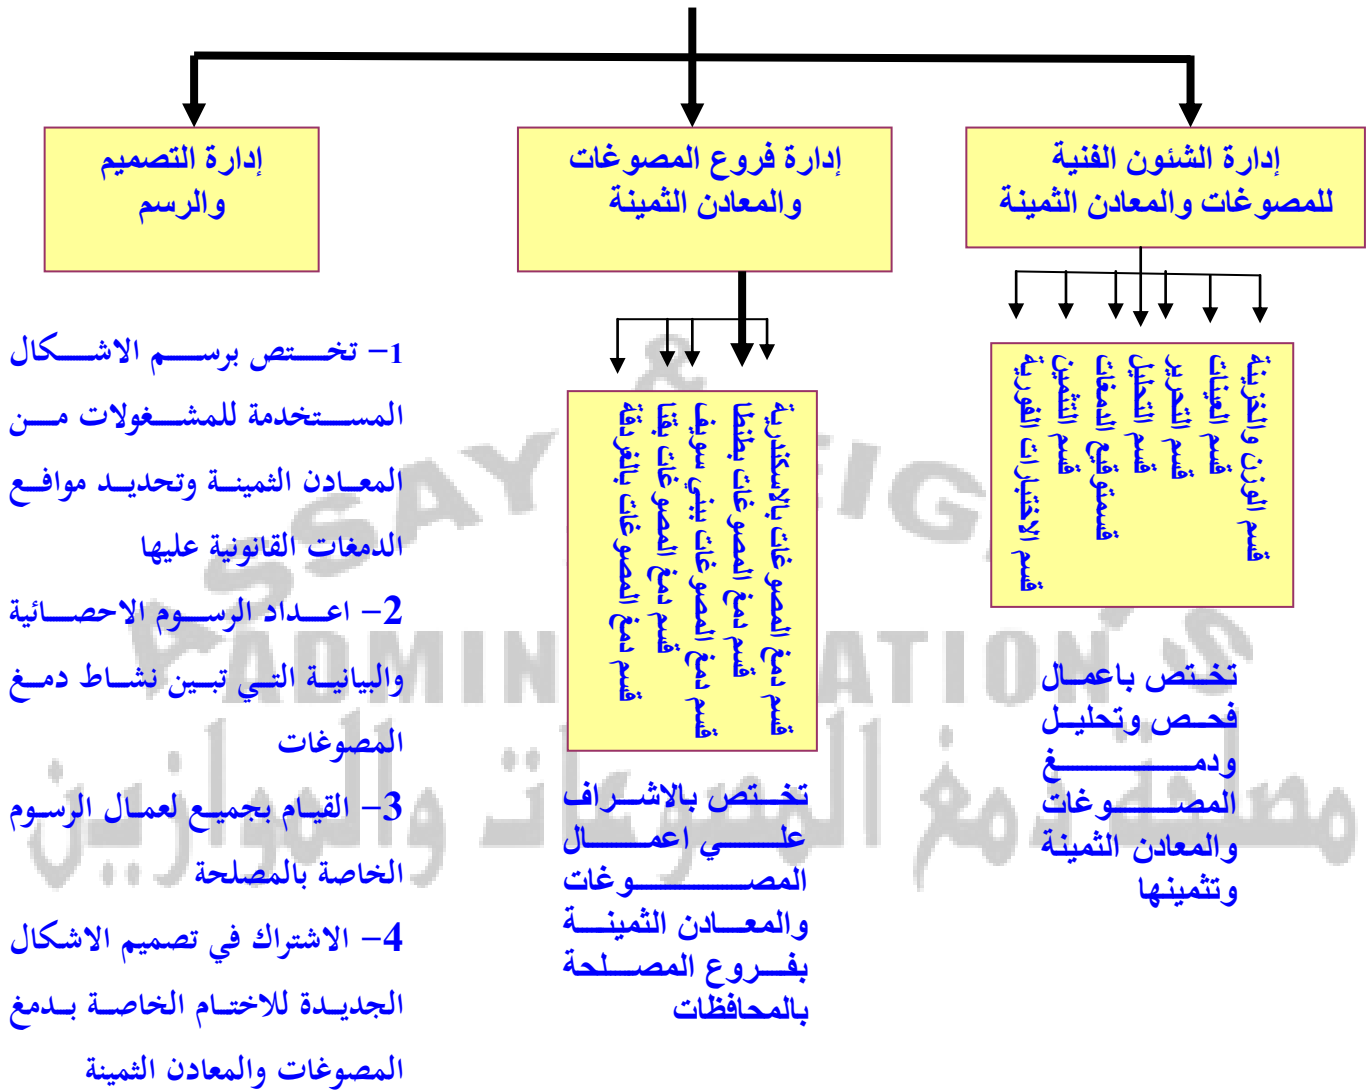 إدارة الشئون الفنية
للمصوغات والمعادن الثمينة
إدارة فروع المصوغات
والمعادن الثمينة
إدارة التصميم
والرسم
قسم الوزن والخزينة
قسم العينات
قسم التحرير
قسم التحليل
قسمتوقيع الدمغات
قسم التثمين
قسم الاختبارات الفورية
تختص باعمال
فحص وتحليل
ودمغ
المصوغات
والمعادن الثمينة
وتثمينها
قسم دمغ المصوغات بالاسكندرية
قسم دمغ المصوغات بطنطا
قسم دمغ المصوغات ببني سويف
قسم دمغ المصوغات بقنا
قسم دمغ المصوغات بالغردقة
تختص بالاشراف
علي اعمال
المصوغات
والمعادن الثمينة
بفروع المصلحة
بالمحافظات
1- تختص برسم الاشكال
المستخدمة للمشغولات من
المعادن الثمينة وتحديد موافع
الدمغات القانونية عليها
2- اعداد الرسوم الاحصائية
والبيانية التي تبين نشاط دمغ
المصوغات
3- القيام بجميع لعمال الرسوم
الخاصة بالمصلحة
4- الاشتراك في تصميم الاشكال
الجديدة للاختام الخاصة بدمغ
المصوغات والمعادن الثمينة